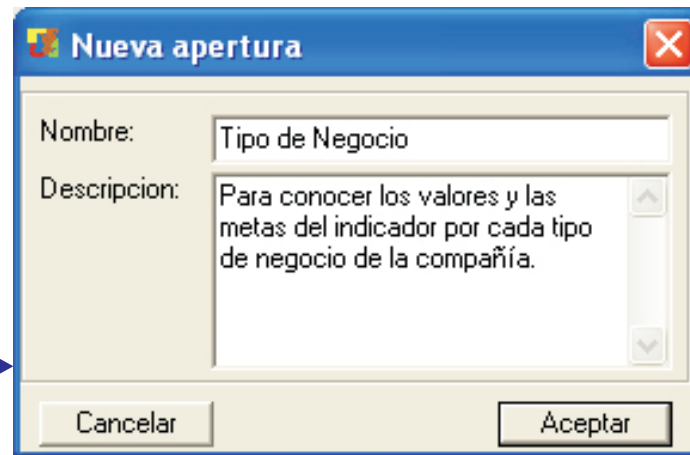 Nueva apertura
Nombre:
Tipo de Negocio
Descripcion:
Para conocer los valores y las
metas del indicador por cada tipo
de negocio de la compañía.
Cancelar
Aceptar